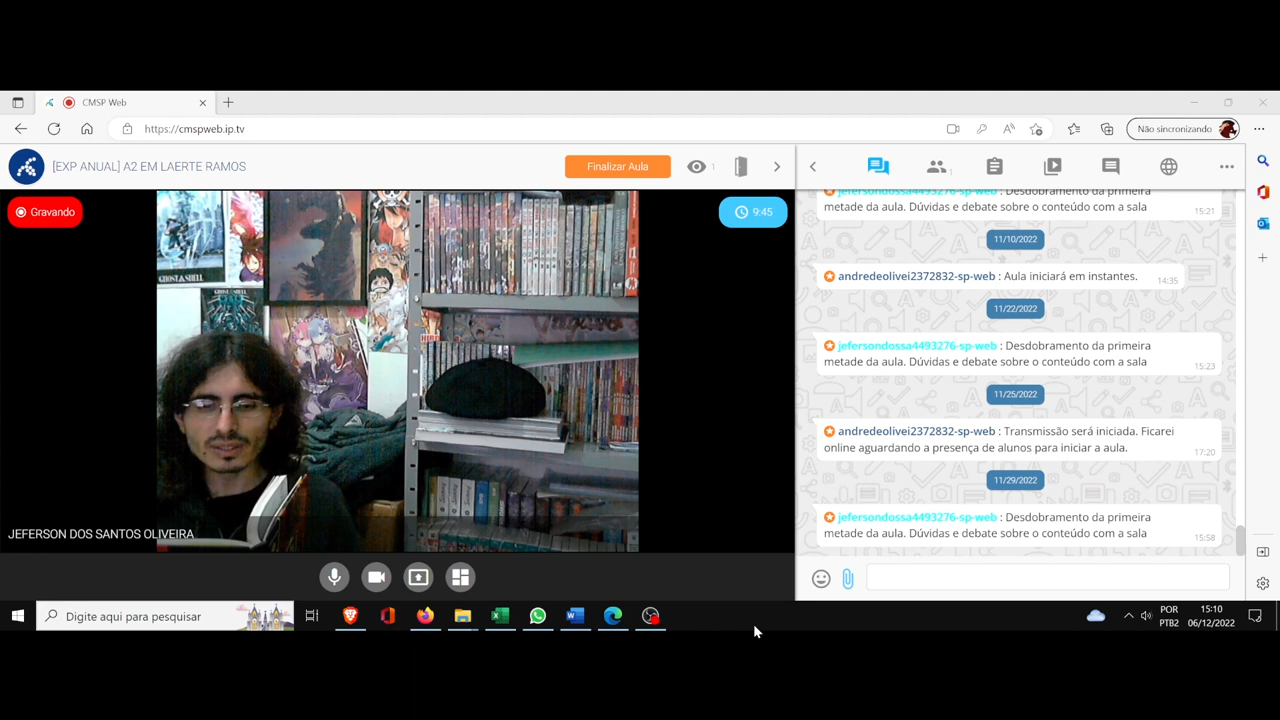 CMSP Web
https://cmspweb.ip.tv
Não sincronizando
[EXP ANUAL] A2 EM LAERTE RAMOS
Finalizar Aula
1
1
Gravando
9:45
GHOST & SHELL
JEFERSON DOS SANTOS OLIVEIRA
jefersondossa4493276-sp-web : Desdobramento da primeira
metade da aula. Dúvidas e debate sobre o conteúdo com a sala
15:21
11/10/2022
andredeolivei2372832-sp-web : Aula iniciará em instantes.
14:35
11/22/2022
jefersondossa4493276-sp-web : Desdobramento da primeira
metade da aula. Dúvidas e debate sobre o conteúdo com a sala
15:23
11/25/2022
andredeolivei2372832-sp-web : Transmissão será iniciada. Ficarei
online aguardando a presença de alunos para iniciar a aula.
17:20
11/29/2022
jefersondossa4493276-sp-web : Desdobramento da primeira
metade da aula. Dúvidas e debate sobre o conteúdo com a sala
15:58
Digite aqui para pesquisar
POR
PTB2
15:10
06/12/2022